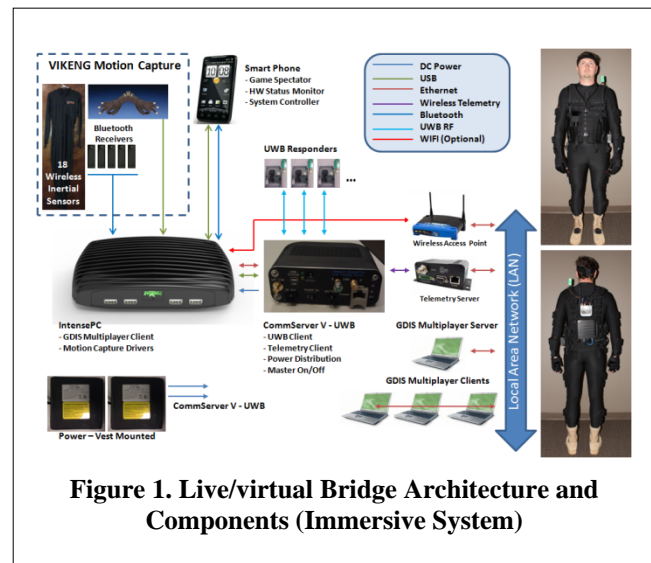 VIKENG Motion Capture
Bluetooth
Receivers
18
Wireless
Inertial
Sensors
Smart Phone
- Game Spectator
- HW Status Monitor
- System Controller
DC Power
USB
Ethernet
Wireless Telemetry
Bluetooth
UWB RF
WIFI (Optional)
UWB Responders
...
Wireless Access Point
Telemetry Server
IntensePC
- GDIS Multiplayer Client
- Motion Capture Drivers
CommServer V - UWB
- UWB Client
- Telemetry Client
- Power Distribution
- Master On/Off
GDIS Multiplayer Server
GDIS Multiplayer Clients
Local Area Network (LAN)
CommServer V - UWB
Power – Vest Mounted
Figure 1. Live/virtual Bridge Architecture and
Components (Immersive System)